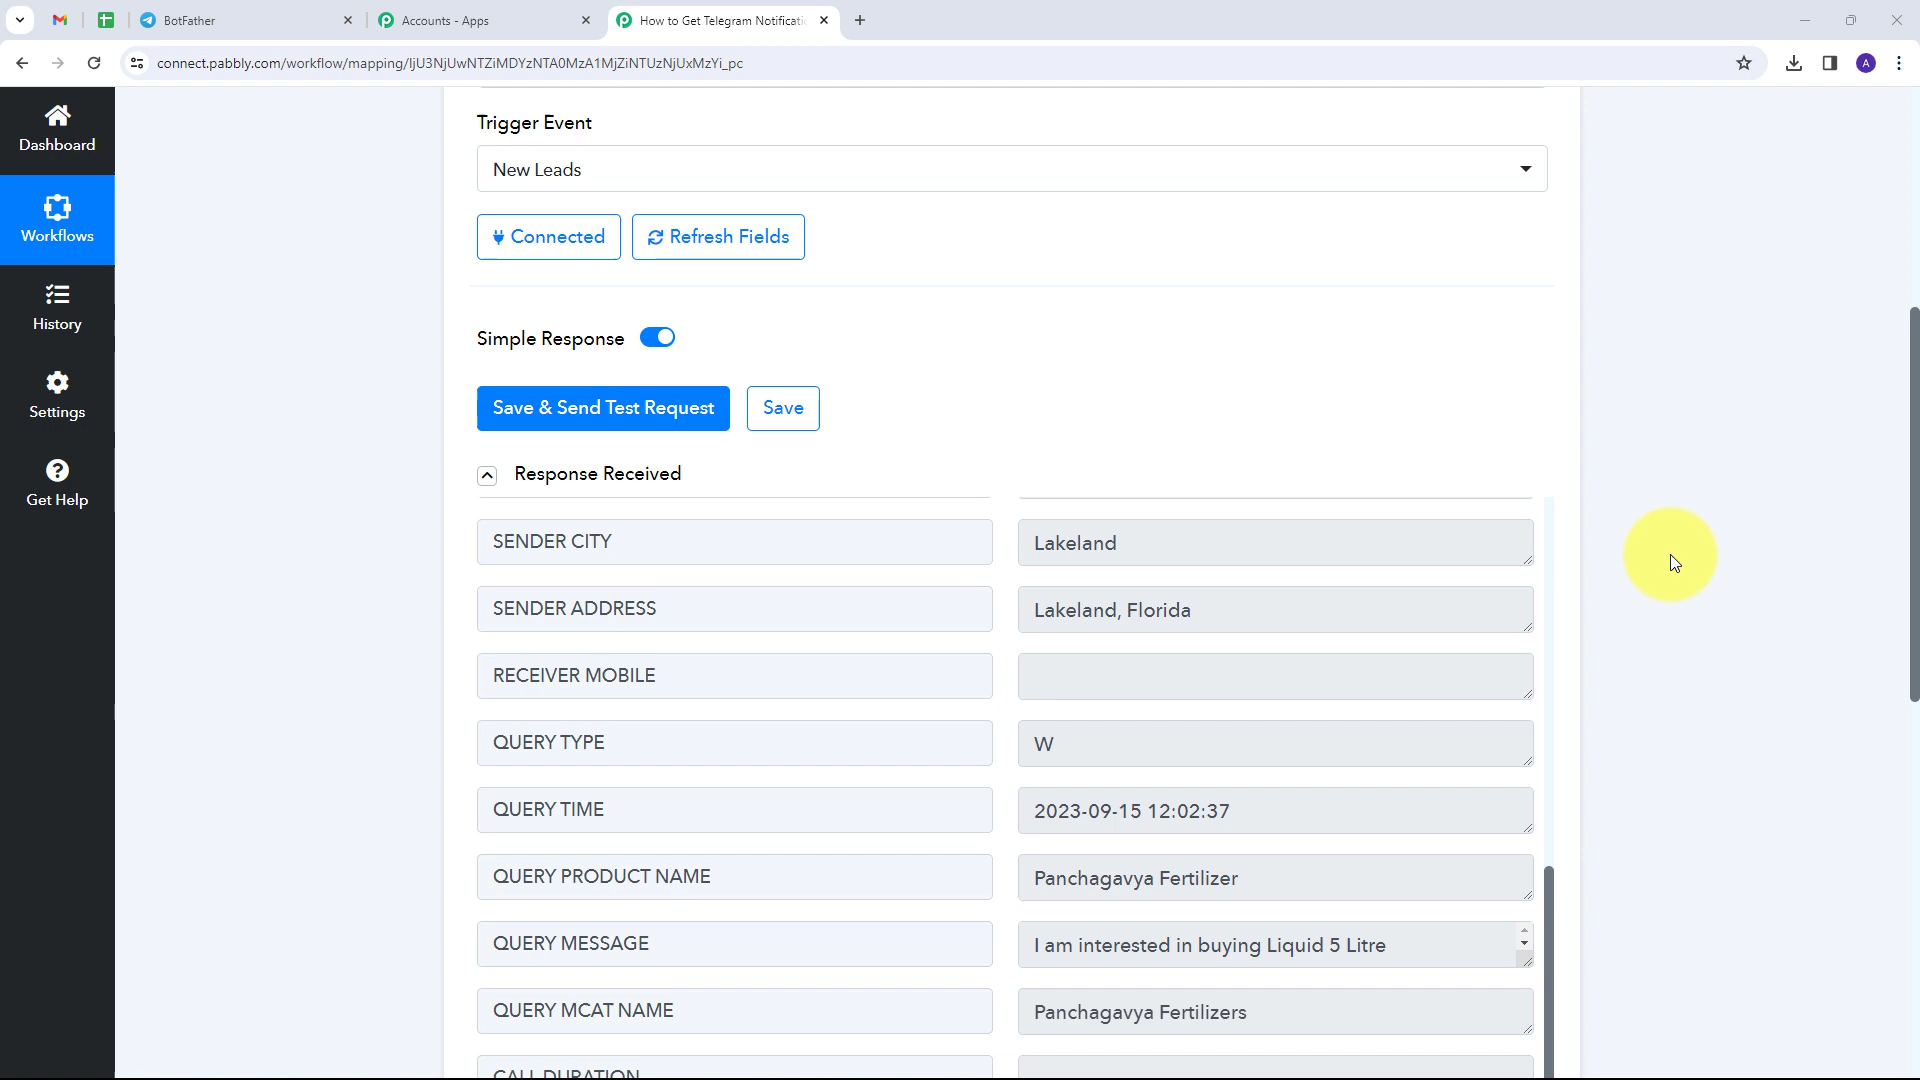 BotFather
Accounts - Apps
How to Get Telegram Notificatio
connect.pabbly.com/workflow/mapping/IjU3NjUwNTZiMDYzNTA0MzA1MjZiNTUzNjUxMzYi_pc
A
Dashboard
Workflows
History
Settings
Get Help
Trigger Event
New Leads
Connected
Refresh Fields
Simple Response
Save & Send Test Request
Save
Response Received
SENDER CITY
Lakeland
SENDER ADDRESS
Lakeland, Florida
RECEIVER MOBILE
QUERY TYPE
W
QUERY TIME
2023-09-15 12:02:37
QUERY PRODUCT NAME
Panchagavya Fertilizer
QUERY MESSAGE
I am interested in buying Liquid 5 Litre
QUERY MCAT NAME
Panchagavya Fertilizers
CALL DURATION